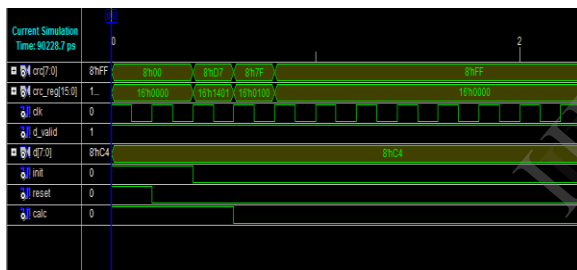 Current Simulation
Time: 90228.7 ps
0 2
crc[7:0] 8'hFF 8'h00 8'hD7 8'h7F 8'hFF
crc_reg[15:0] 1... 16'h0000 16'h1401 16'h0100 16'h0000
clk 0
d_valid 1
d[7:0] 8'hC4 8'hC4
init 0
reset 0
calc 0